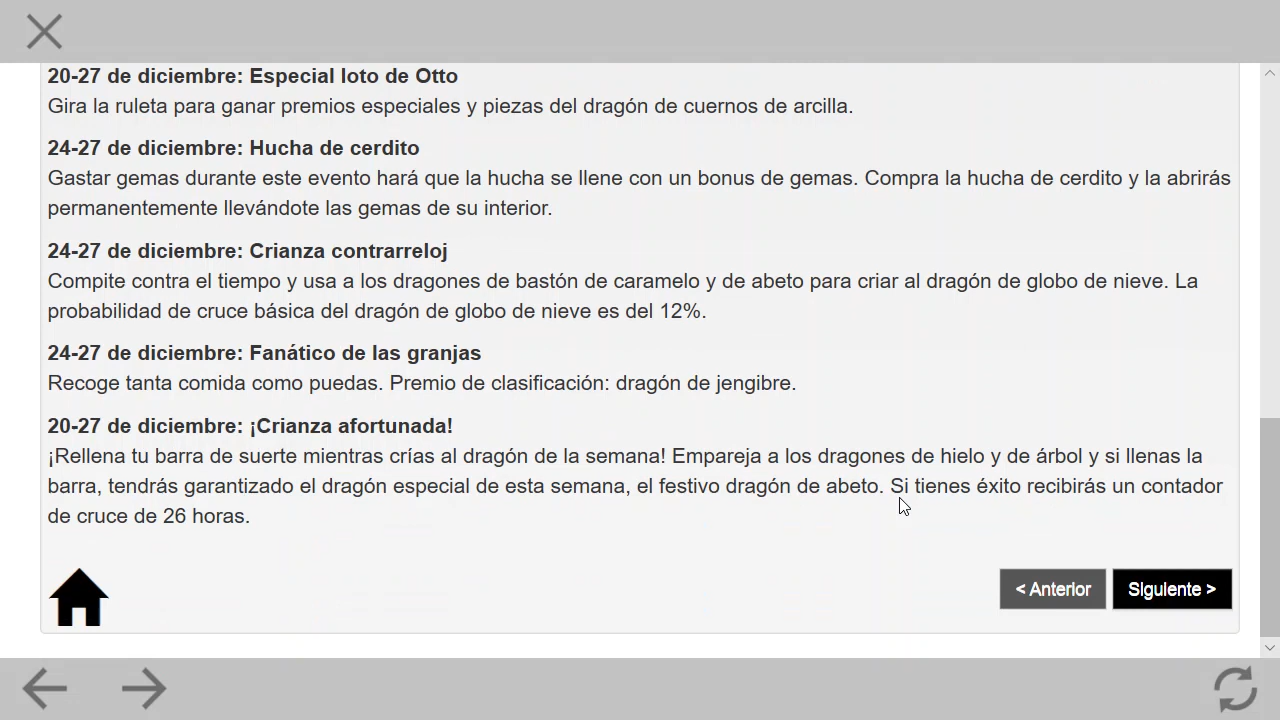 20-27 de diciembre: Especial loto de Otto
Gira la ruleta para ganar premios especiales y piezas del dragón de cuernos de arcilla.
24-27 de diciembre: Hucha de cerdito
Gastar gemas durante este evento hará que la hucha se llene con un bonus de gemas. Compra la hucha de cerdito y la abrirás
permanentemente llevándote las gemas de su interior.
24-27 de diciembre: Crianza contrarreloj
Compite contra el tiempo y usa a los dragones de bastón de caramelo y de abeto para criar al dragón de globo de nieve. La
probabilidad de cruce básica del dragón de globo de nieve es del 12%.
24-27 de diciembre: Fanático de las granjas
Recoge tanta comida como puedas. Premio de clasificación: dragón de jengibre.
20-27 de diciembre: ¡Crianza afortunada!
¡Rellena tu barra de suerte mientras crías al dragón de la semana! Empareja a los dragones de hielo y de árbol y si llenas la
barra, tendrás garantizado el dragón especial de esta semana, el festivo dragón de abeto. Si tienes éxito recibirás un contador
de cruce de 26 horas.
< Anterior
Siguiente >